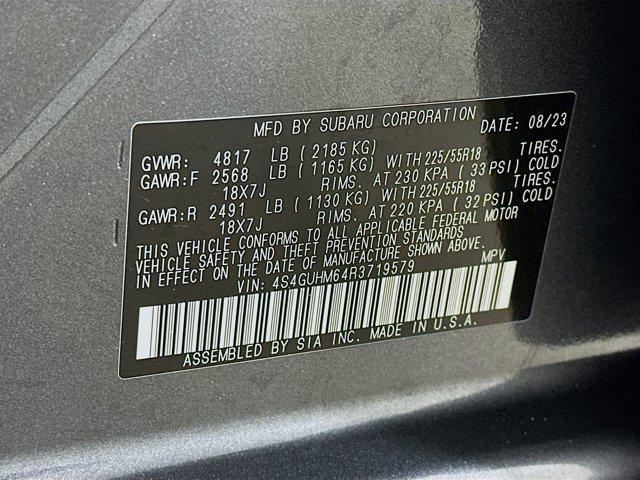 MFD BY SUBARU CORPORATION DATE: 08/23
GVWR: 4817 LB ( 2185 KG) TIRES.
GAWR:F 2568 LB ( 1165 KG) WITH 225/55R18
18X7J RIMS. AT 230 KPA ( 33 PSI) COLD
GAWR:R 2491 LB ( 1130 KG) WITH 225/55R18 TIRES.
18X7J RIMS. AT 220 KPA ( 32 PSI) COLD
THIS VEHICLE CONFORMS TO ALL APPLICABLE FEDERAL MOTOR
VEHICLE SAFETY AND THEFT PREVENTION STANDARDS
IN EFFECT ON THE DATE OF MANUFACTURE SHOWN ABOVE.
VIN: 4S4GUHM64R3719579 MPV
ASSEMBLED BY SIA INC. MADE IN U.S.A.